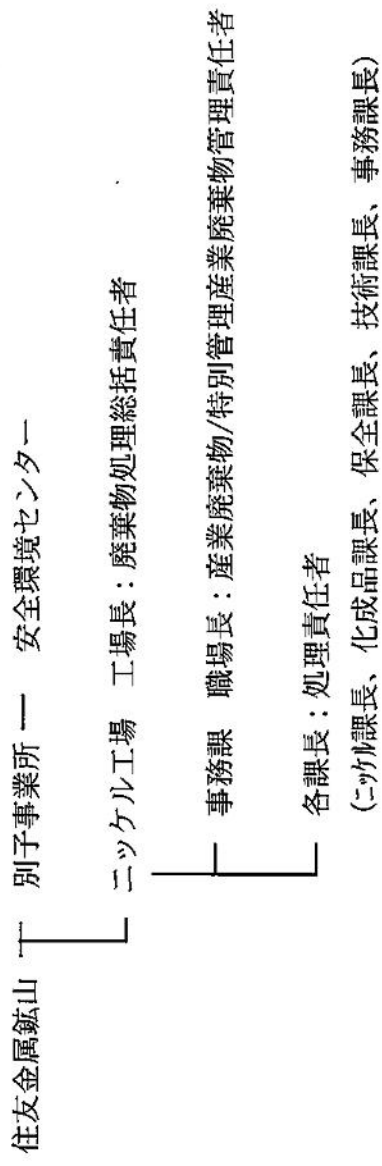 住友金属鉱山 ー 別子事業所 ー 安全環境センター
ニッケル工場 工場長：廃棄物処理総括責任者
事務課 職場長：産業廃棄物/特別管理産業廃棄物管理責任者
各課長：処理責任者
(ニッケル課長、化成品課長、保全課長、技術課長、事務課長)